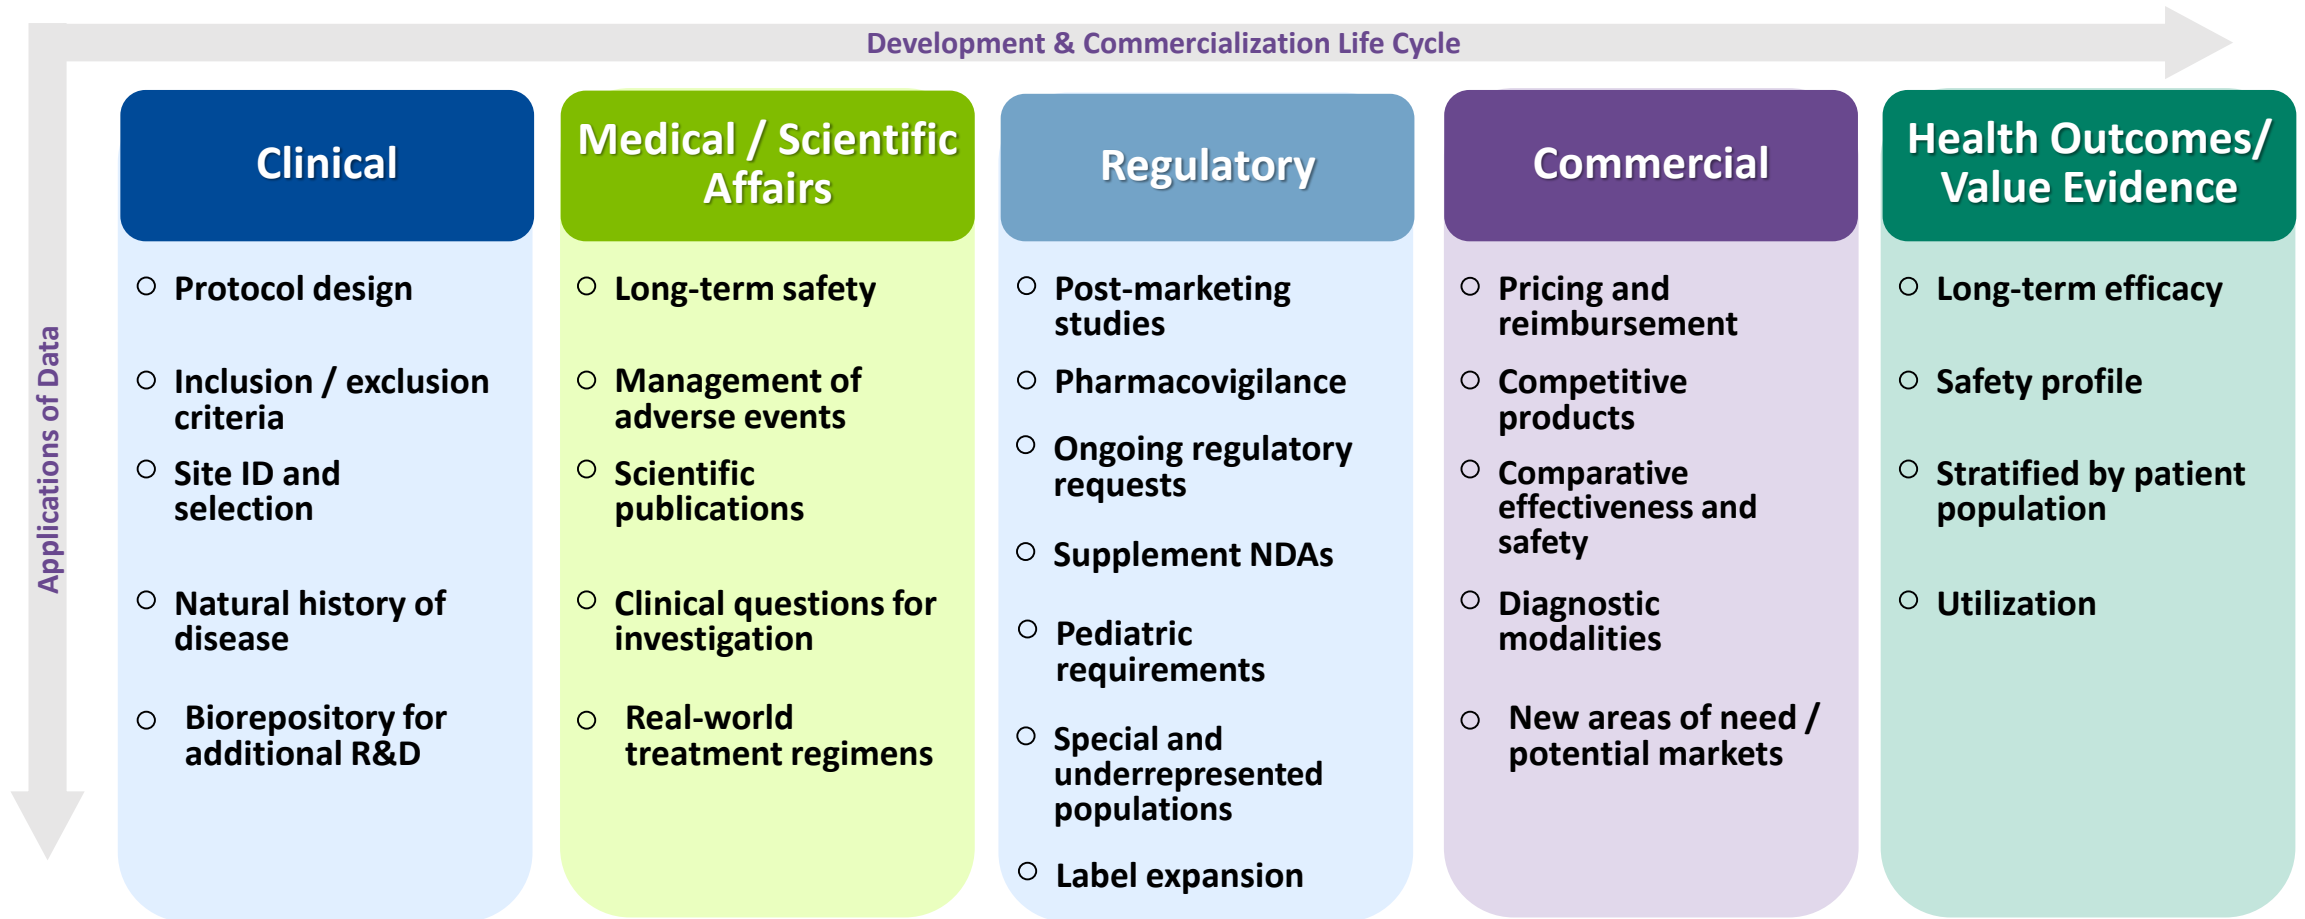 Development & Commercialization Life Cycle
Applications of Data
Clinical
Protocol design
Inclusion / exclusion
criteria
Site ID and
selection
Natural history of
disease
Biorepository for
additional R&D
Medical / Scientific
Affairs
Long-term safety
Management of
adverse events
Scientific
publications
Clinical questions for
investigation
Real-world
treatment regimens
Regulatory
Post-marketing
studies
Pharmacovigilance
Ongoing regulatory
requests
Supplement NDAs
Pediatric
requirements
Special and
underrepresented
populations
Label expansion
Commercial
Pricing and
reimbursement
Competitive
products
Comparative
effectiveness and
safety
Diagnostic
modalities
New areas of need /
potential markets
Health Outcomes/
Value Evidence
Long-term efficacy
Safety profile
Stratified by patient
population
Utilization